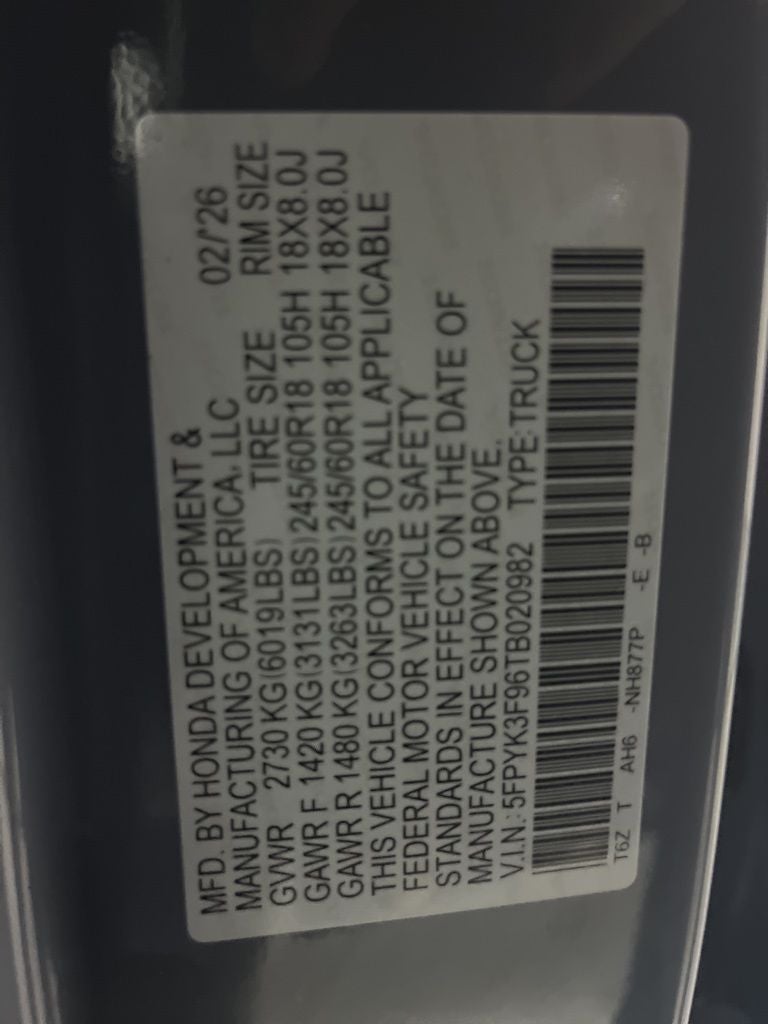 MFD. BY HONDA DEVELOPMENT &
MANUFACTURING OF AMERICA, LLC 02/'26
GVWR 2730 KG(6019LBS) TIRE SIZE RIM SIZE
GAWR F 1420 KG(3131LBS)245/60R18 105H 18X8.0J
GAWR R 1480 KG(3263LBS)245/60R18 105H 18X8.0J
THIS VEHICLE CONFORMS TO ALL APPLICABLE
FEDERAL MOTOR VEHICLE SAFETY
STANDARDS IN EFFECT ON THE DATE OF
MANUFACTURE SHOWN ABOVE.
V.I.N.: 5FPYK3F96TB020982 TYPE: TRUCK
T6Z T AH6 -NH877P -E -B